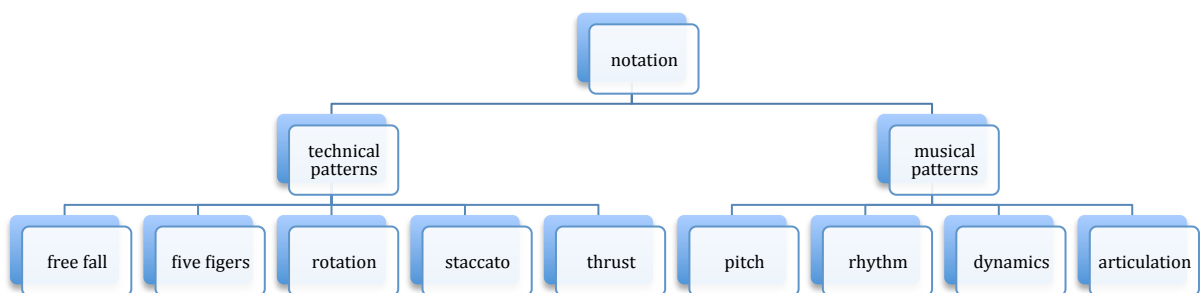 notation
technical
patterns
musical
patterns
free fall
five figers
rotation
staccato
thrust
pitch
rhythm
dynamics
articulation